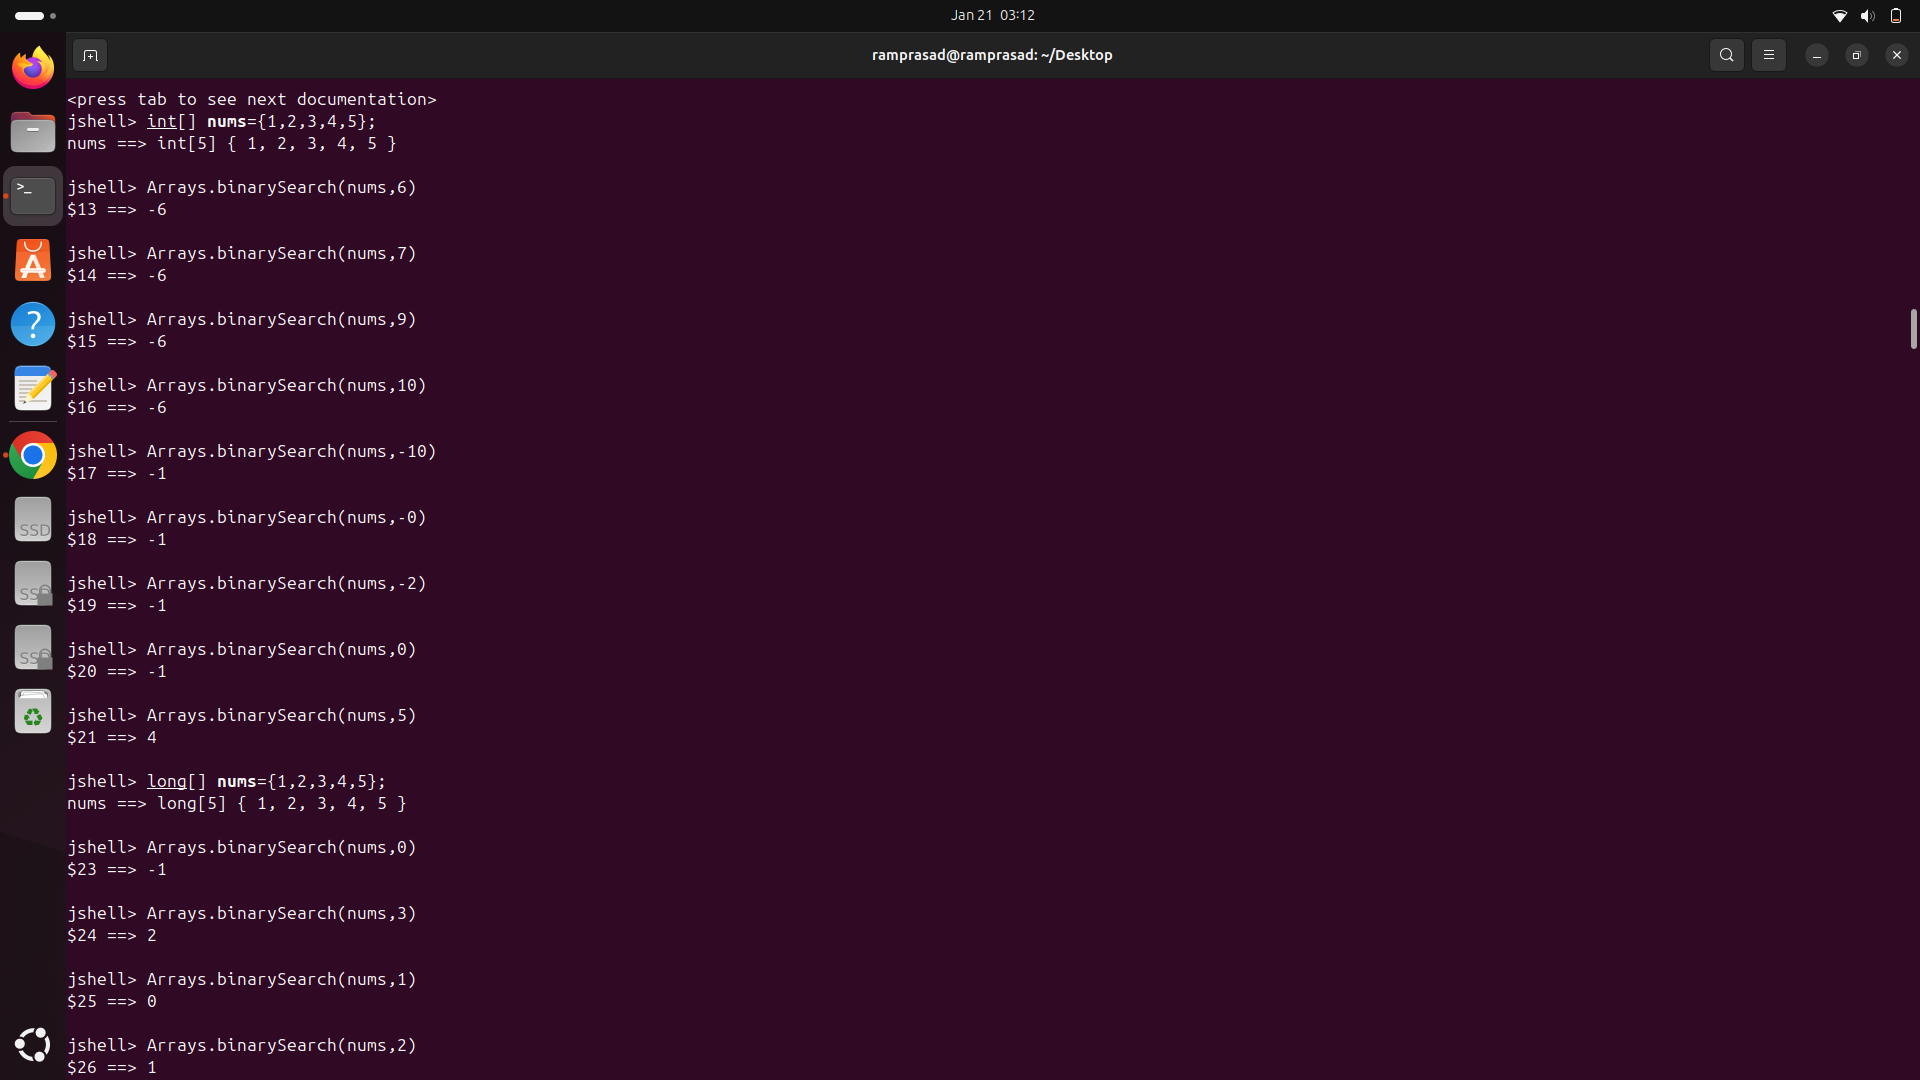 Jan 21 03:12
ramprasad@ramprasad: ~/Desktop
<press tab to see next documentation>
jshell> int[] nums={1,2,3,4,5};
nums ==> int[5] { 1, 2, 3, 4, 5 }
jshell> Arrays.binarySearch(nums,6)
$13 ==> -6
jshell> Arrays.binarySearch(nums,7)
$14 ==> -6
jshell> Arrays.binarySearch(nums,9)
$15 ==> -6
jshell> Arrays.binarySearch(nums,10)
$16 ==> -6
jshell> Arrays.binarySearch(nums,-10)
$17 ==> -1
jshell> Arrays.binarySearch(nums,-0)
$18 ==> -1
jshell> Arrays.binarySearch(nums,-2)
$19 ==> -1
jshell> Arrays.binarySearch(nums,0)
$20 ==> -1
jshell> Arrays.binarySearch(nums,5)
$21 ==> 4
jshell> long[] nums={1,2,3,4,5};
nums ==> long[5] { 1, 2, 3, 4, 5 }
jshell> Arrays.binarySearch(nums,0)
$23 ==> -1
jshell> Arrays.binarySearch(nums,3)
$24 ==> 2
jshell> Arrays.binarySearch(nums,1)
$25 ==> 0
jshell> Arrays.binarySearch(nums,2)
$26 ==> 1
>_
A
?
SSD
SSD
SSD